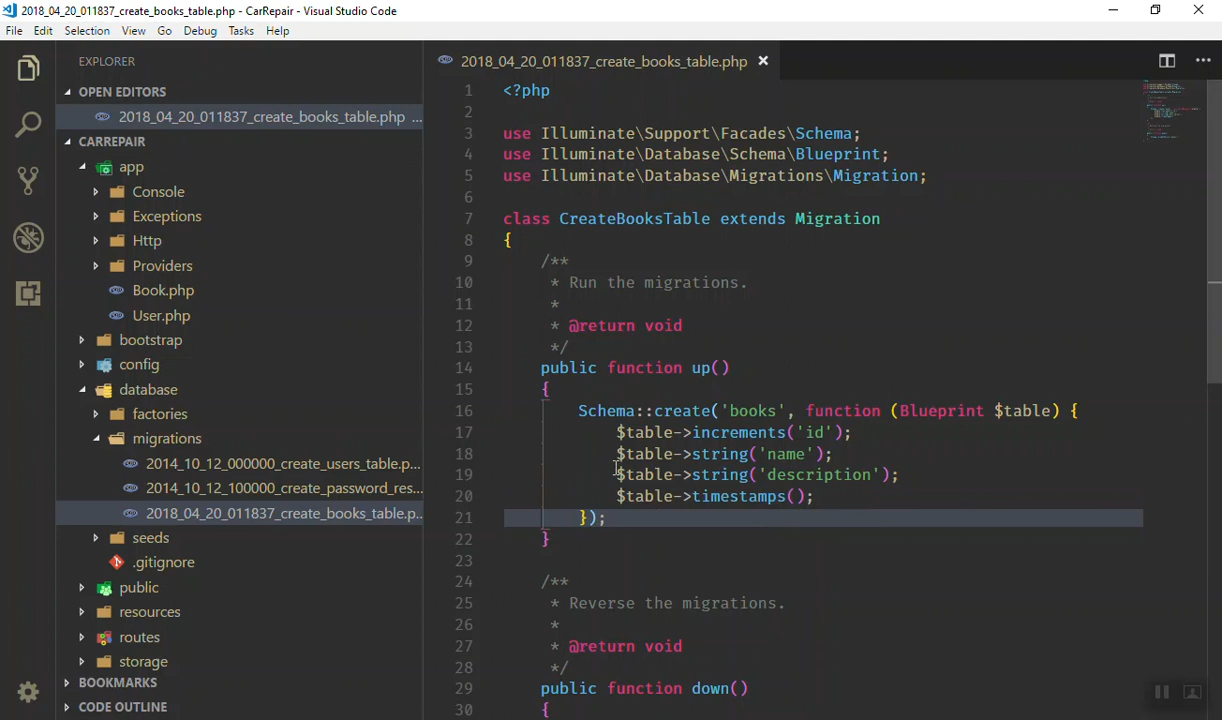 2018_04_20_011837_create_books_table.php - CarRepair - Visual Studio Code
File Edit Selection View Go Debug Tasks Help
EXPLORER
OPEN EDITORS
2018_04_20_011837_create_books_table.php ...
CARREPAIR
app
Console
Exceptions
Http
Providers
Book.php
User.php
bootstrap
config
database
factories
migrations
2014_10_12_000000_create_users_table.p...
2014_10_12_100000_create_password_res...
2018_04_20_011837_create_books_table.p...
seeds
.gitignore
public
resources
routes
storage
BOOKMARKS
CODE OUTLINE
2018_04_20_011837_create_books_table.php
1 <?php
2
3 use Illuminate\Support\Facades\Schema;
4 use Illuminate\Database\Schema\Blueprint;
5 use Illuminate\Database\Migrations\Migration;
6
7 class CreateBooksTable extends Migration
8 {
9 /**
10 * Run the migrations.
11 *
12 * @return void
13 */
14 public function up()
15 {
16 Schema::create('books', function (Blueprint $table) {
17 $table->increments('id');
18 $table->string('name');
19 $table->string('description');
20 $table->timestamps();
21 });
22 }
23
24 /**
25 * Reverse the migrations.
26 *
27 * @return void
28 */
29 public function down()
30 {